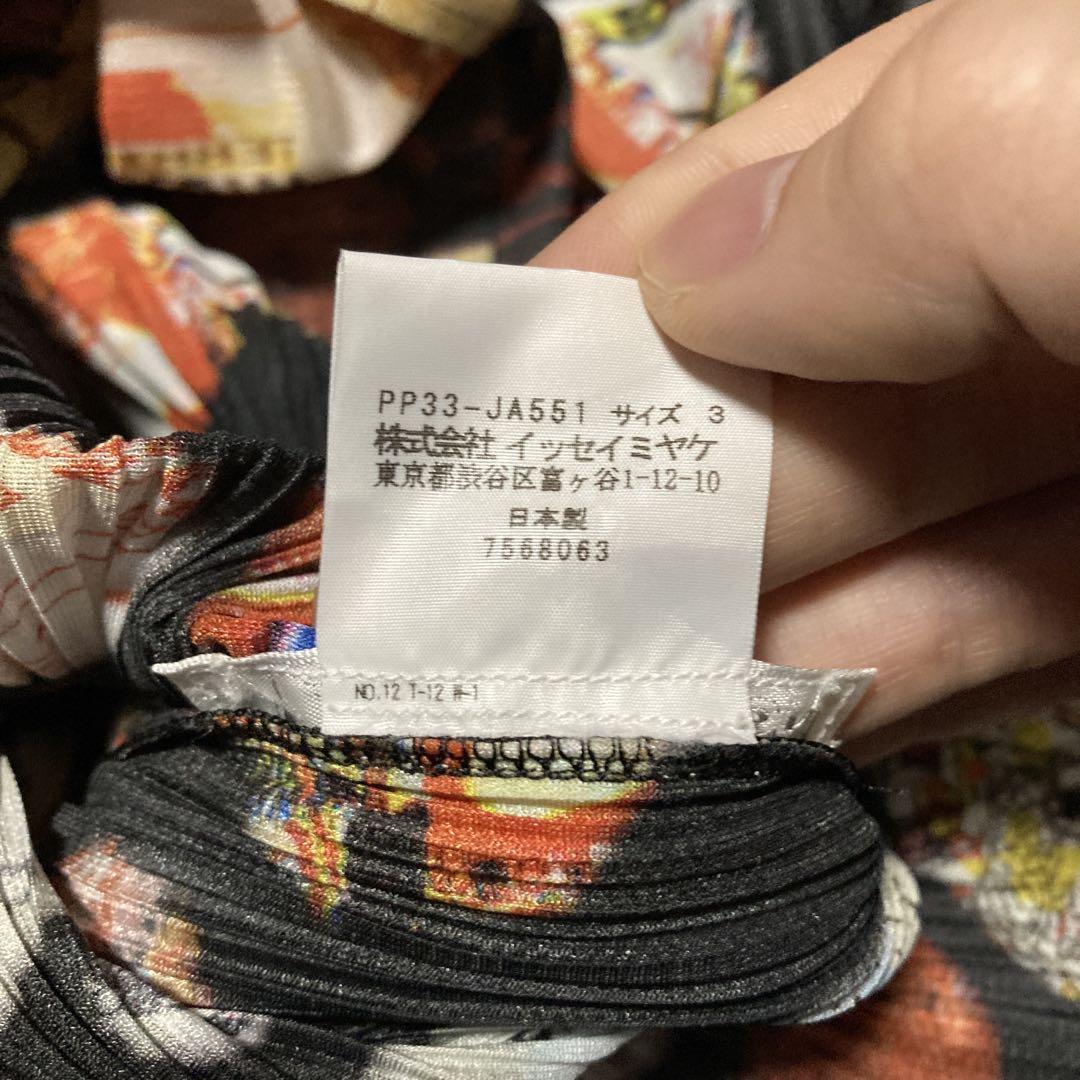 PP33-JA551 サイズ 3
株式会社 イッセイミヤケ
東京都渋谷区富ヶ谷1-12-10
日本製
7568063
NO.12 T-12 W-1